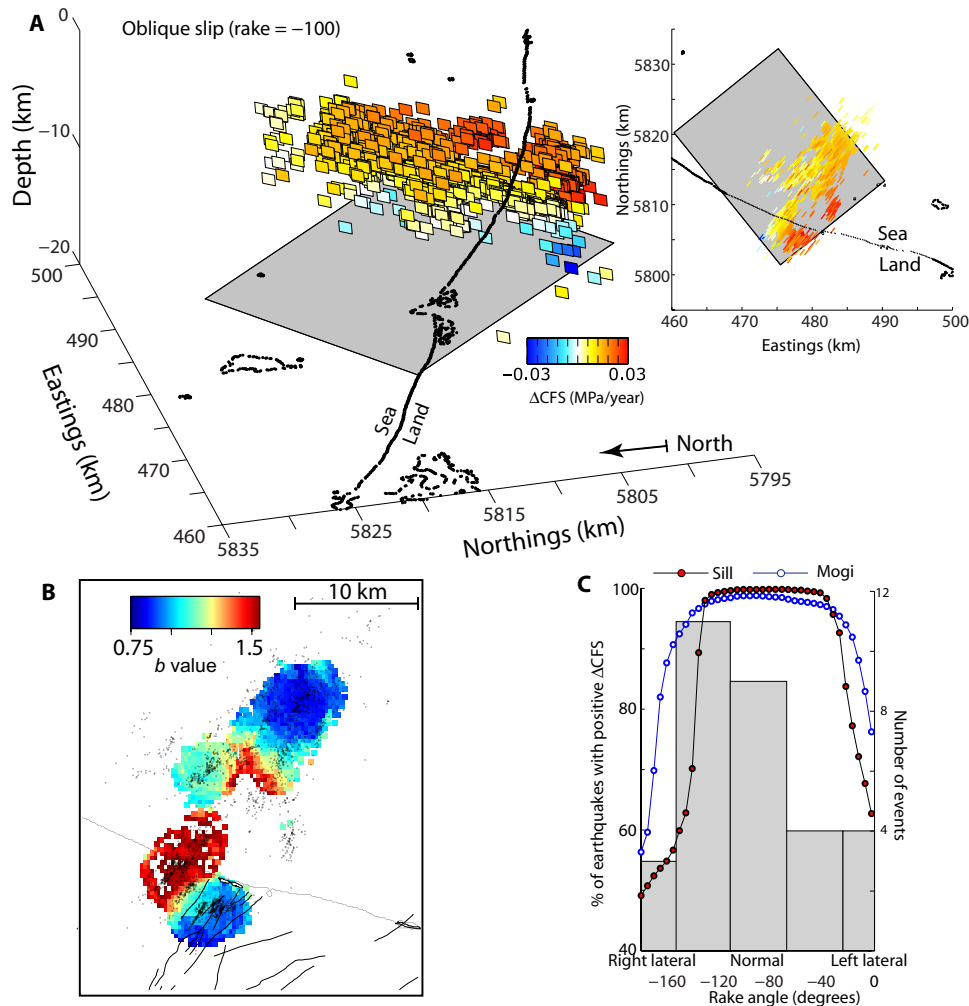 A
Oblique slip (rake = −100)
Depth (km)
0
−10
−20
500
490
480
470
460
Eastings (km)
5835
5825
5815
5805
5795
Northings (km)
Sea
Land
North
−0.03
0.03
ΔCFS (MPa/year)
Northings (km)
5830
5820
5810
5800
460
470
480
490
500
Eastings (km)
Sea
Land
B
10 km
0.75
1.5
b value
C
Sill
Mogi
% of earthquakes with positive ΔCFS
100
80
60
40
12
8
4
Number of events
Right lateral
Normal
Left lateral
−160
−120
−80
−40
0
Rake angle (degrees)